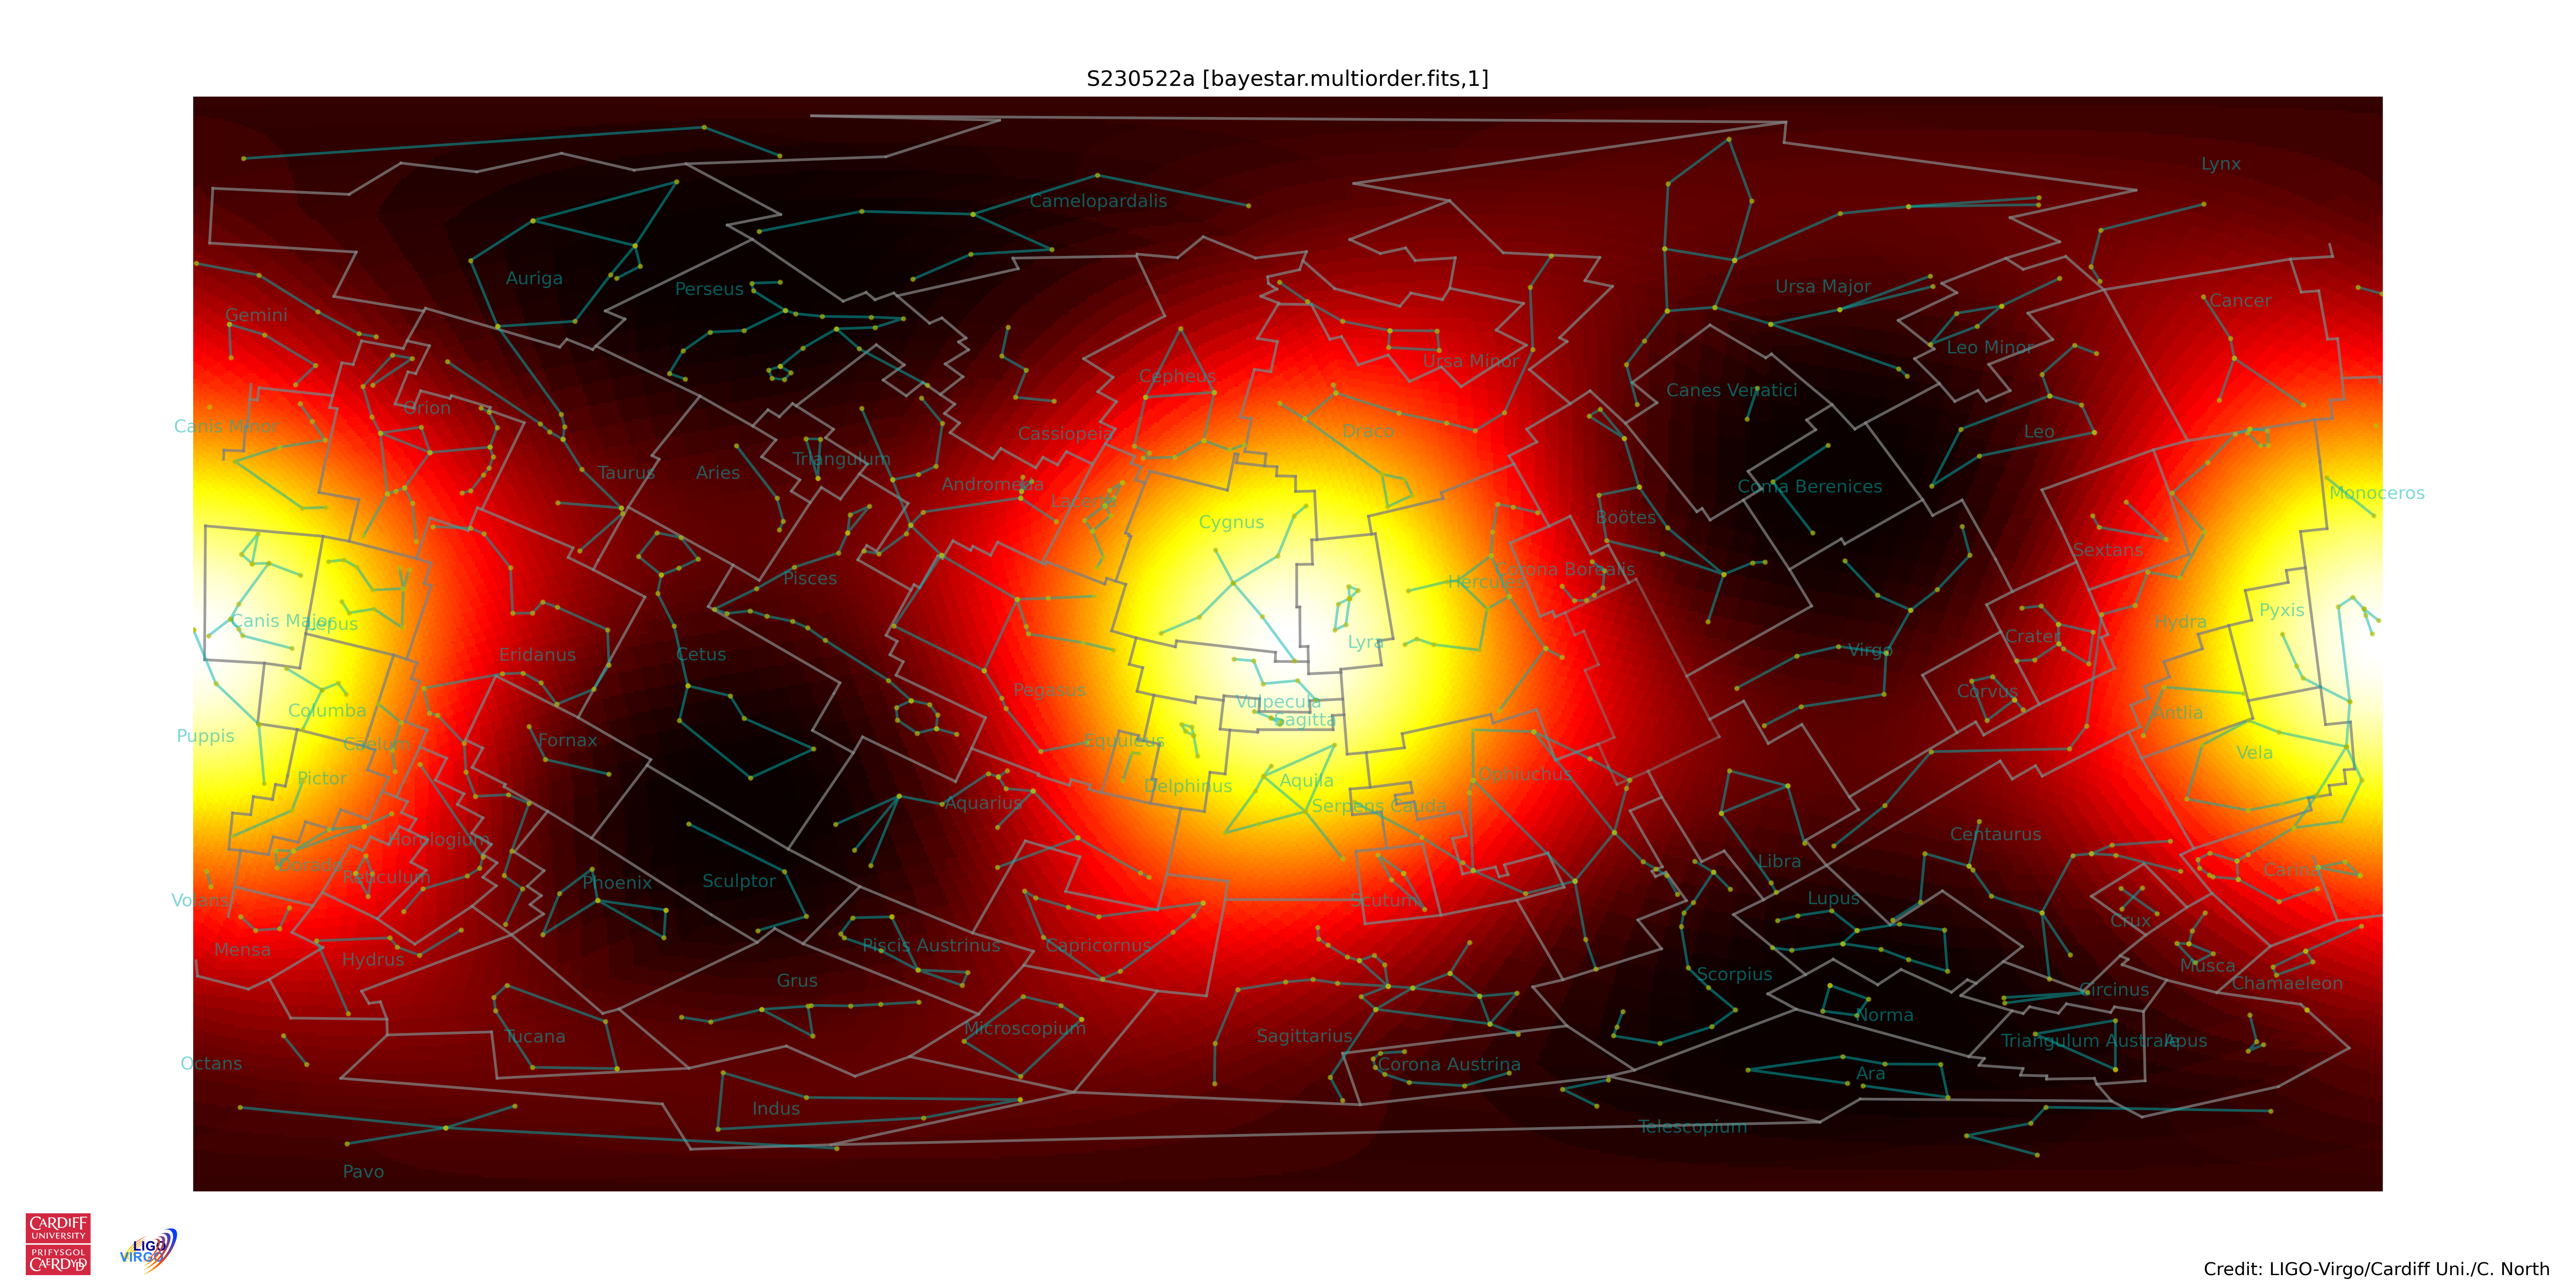 S230522a [bayestar.multiorder.fits,1]
Lynx
Camelopardalis
Auriga
Perseus
Ursa Major
Cancer
Gemini
Leo Minor
Ursa Minor
Cepheus
Canes Venatici
Orion
Canis Minor
Cassiopeia
Draco
Leo
Triangulum
Taurus
Aries
Andromeda
Coma Berenices
Monoceros
Lacerta
Cygnus
Boötes
Sextans
Corona Borealis
Pisces
Hercules
Pyxis
Canis Major
Lepus
Hydra
Crater
Lyra
Virgo
Eridanus
Cetus
Pegasus
Corvus
Vulpecula
Columba
Antlia
Sagitta
Puppis
Caelum
Fornax
Equuleus
Vela
Pictor
Ophiuchus
Aquila
Delphinus
Aquarius
Serpens Cauda
Horologium
Centaurus
Libra
Dorado
Carina
Reticulum
Phoenix
Sculptor
Volans
Scutum
Lupus
Crux
Mensa
Piscis Austrinus
Capricornus
Hydrus
Musca
Scorpius
Grus
Chamaeleon
Circinus
Norma
Microscopium
Tucana
Sagittarius
Triangulum Australe
Apus
Octans
Corona Austrina
Ara
Indus
Telescopium
Pavo
CARDIFF
UNIVERSITY
PRIFYSGOL
CAERDYDD
LIGO
VIRGO
Credit: LIGO-Virgo/Cardiff Uni./C. North